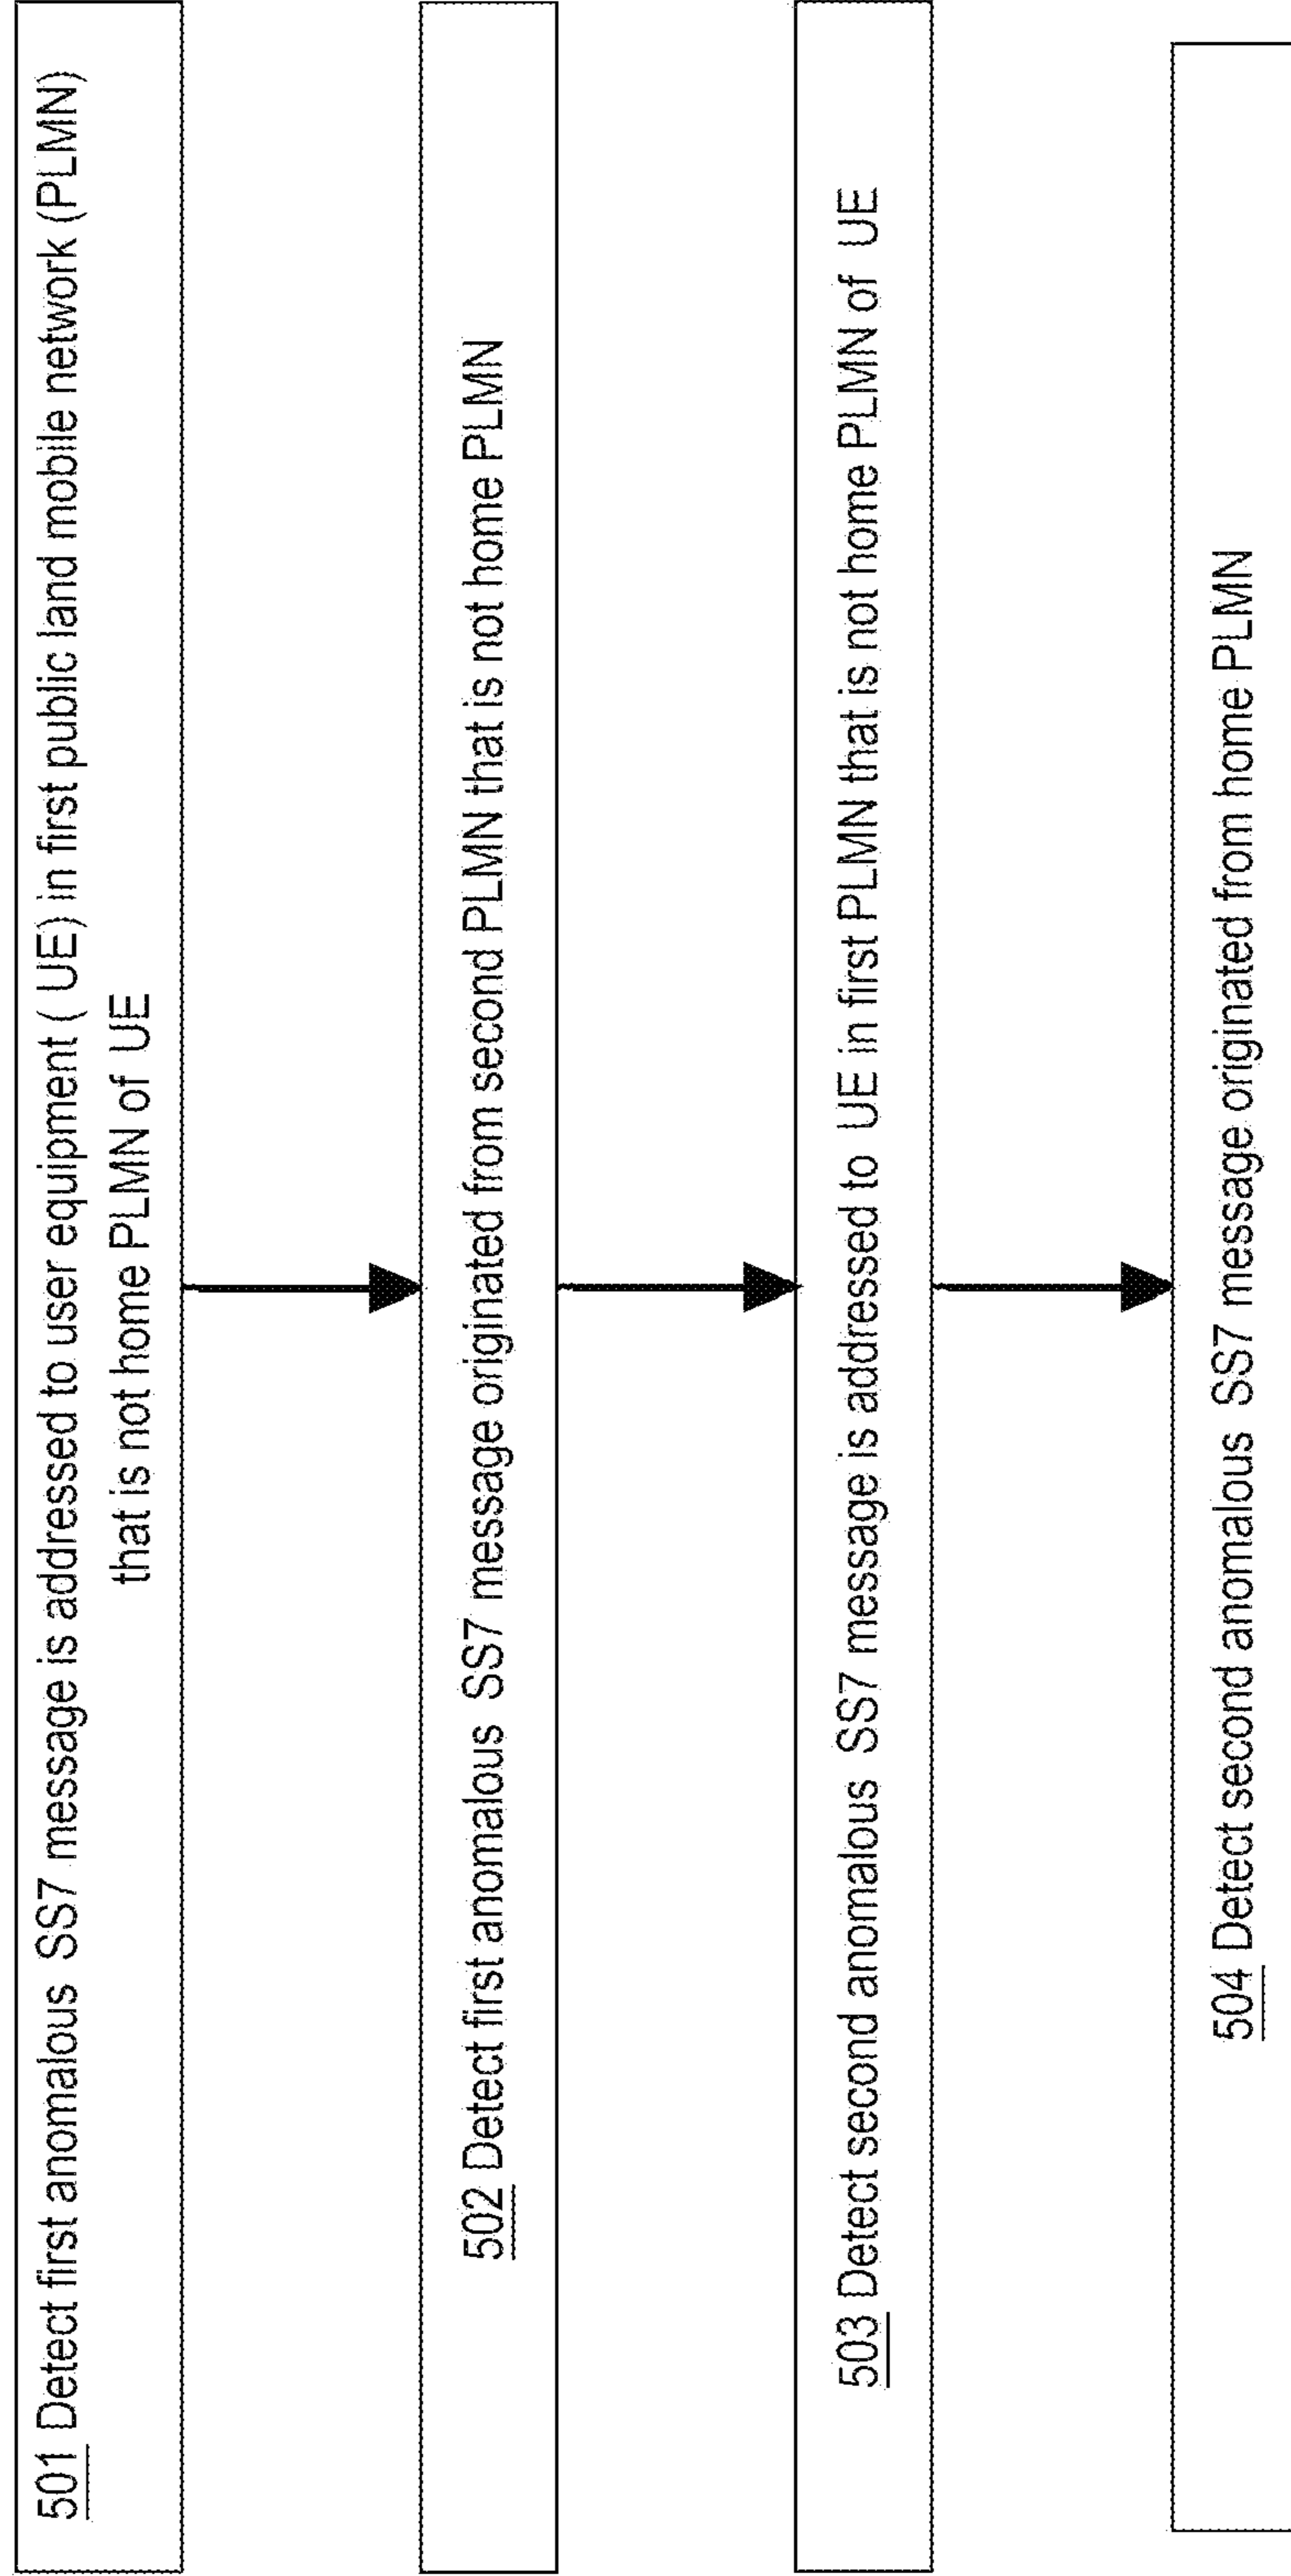 501 Detect first anomalous SS7 message is addressed to user equipment ( UE) in first public land mobile network (PLMN)
that is not home PLMN of UE
502 Detect first anomalous SS7 message originated from second PLMN that is not home PLMN
503 Detect second anomalous SS7 message is addressed to UE in first PLMN that is not home PLMN of UE
504 Detect second anomalous SS7 message originated from home PLMN